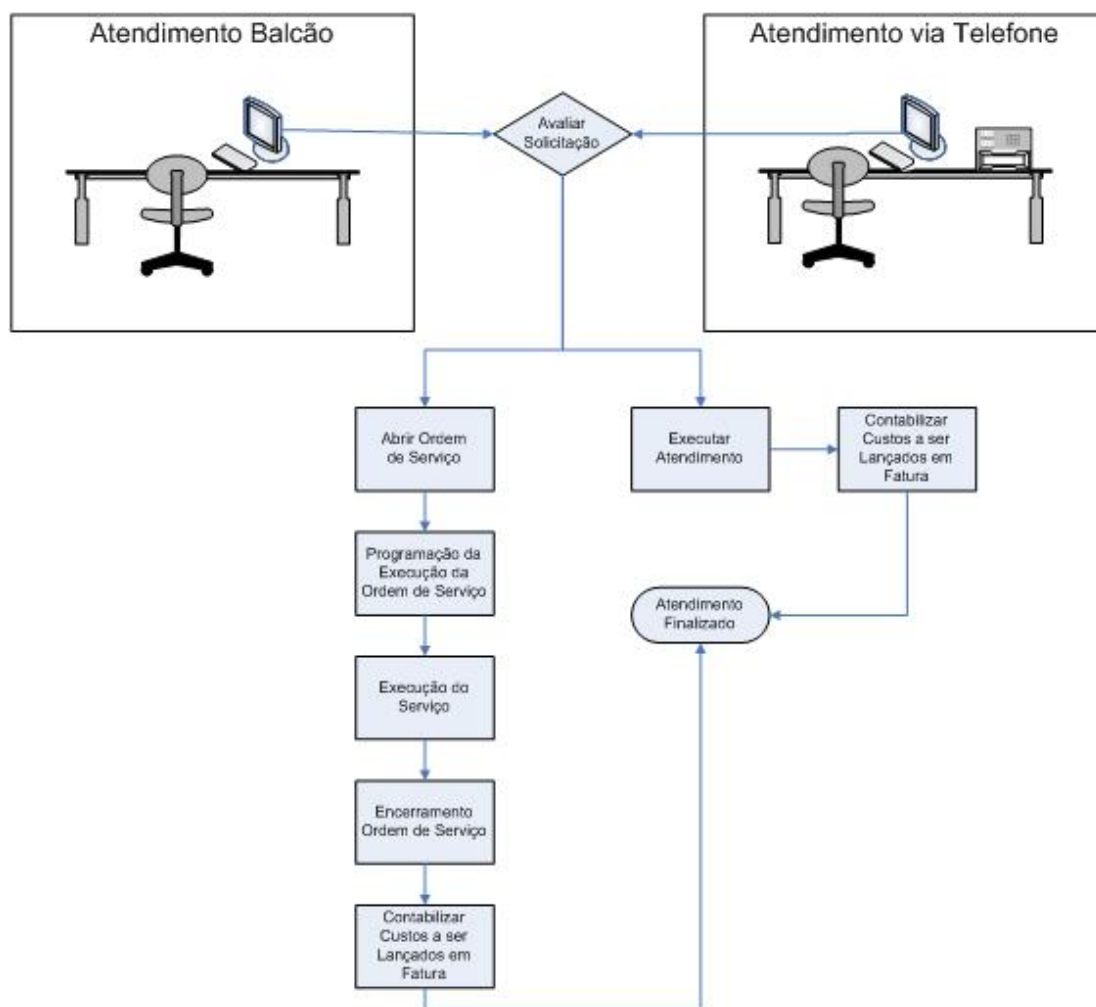 Atendimento Balcão
Atendimento via Telefone
Avaliar
Solicitação
Abrir Ordem
de Serviço
Executar
Atendimento
Contabilizar
Custos a ser
Lançados em
Fatura
Programação da
Execução da
Ordem de Serviço
Atendimento
Finalizado
Execução do
Serviço
Encerramento
Ordem de Serviço
Contabilizar
Custos a ser
Lançados em
Fatura